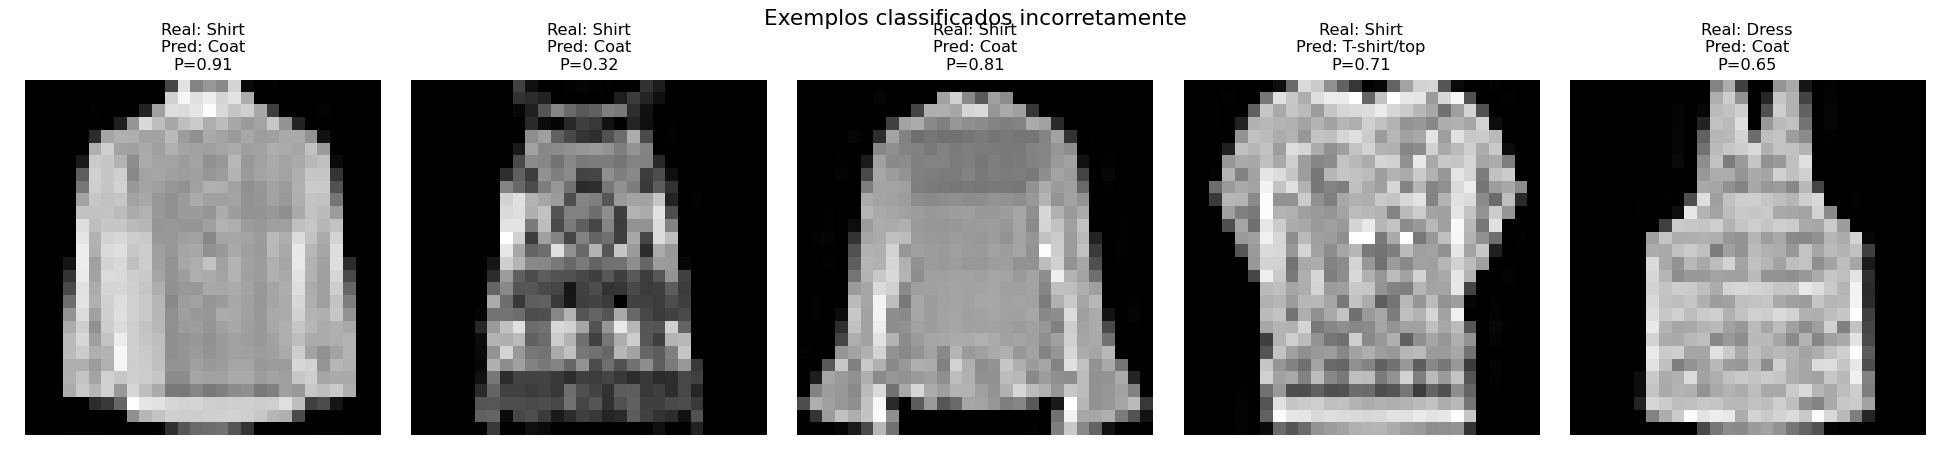 Exemplos classificados incorretamente
Real: Shirt
Pred: Coat
P=0.91
Real: Shirt
Pred: Coat
P=0.32
Real: Shirt
Pred: Coat
P=0.81
Real: Shirt
Pred: T-shirt/top
P=0.71
Real: Dress
Pred: Coat
P=0.65